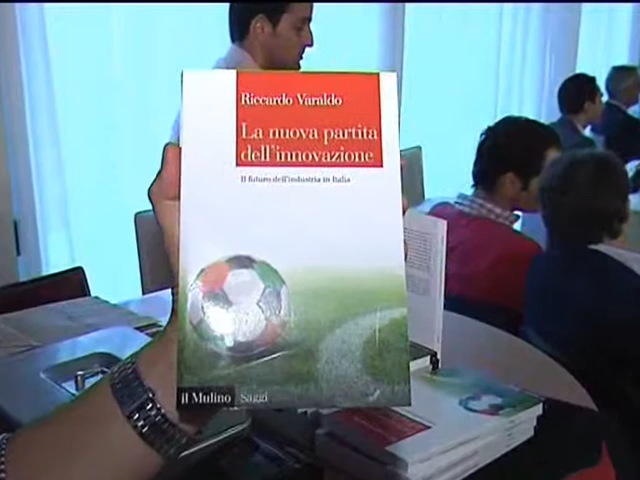 Riccardo Varaldo
La nuova partita
dell'innovazione
Il futuro dell'industria in Italia
il Mulino Saggi